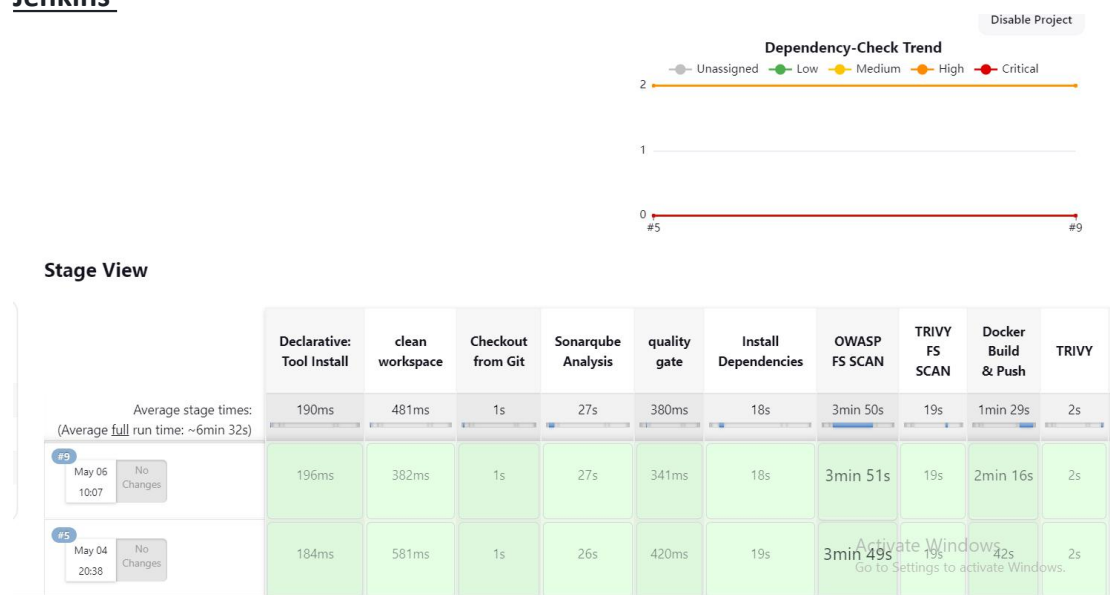 Jenkins
Disable Project
Dependency-Check Trend
Unassigned Low Medium High Critical
2
1
0
#5 #9
Stage View
Declarative: Tool Install
clean workspace
Checkout from Git
Sonarqube Analysis
quality gate
Install Dependencies
OWASP FS SCAN
TRIVY FS SCAN
Docker Build & Push
TRIVY
Average stage times:
(Average full run time: ~6min 32s)
190ms 481ms 1s 27s 380ms 18s 3min 50s 19s 1min 29s 2s
#9
May 06
10:07
No Changes
196ms 382ms 1s 27s 341ms 18s 3min 51s 19s 2min 16s 2s
#5
May 04
20:38
No Changes
184ms 581ms 1s 26s 420ms 19s 3min 49s 19s 42s 2s
Activate Windows
Go to Settings to activate Windows.